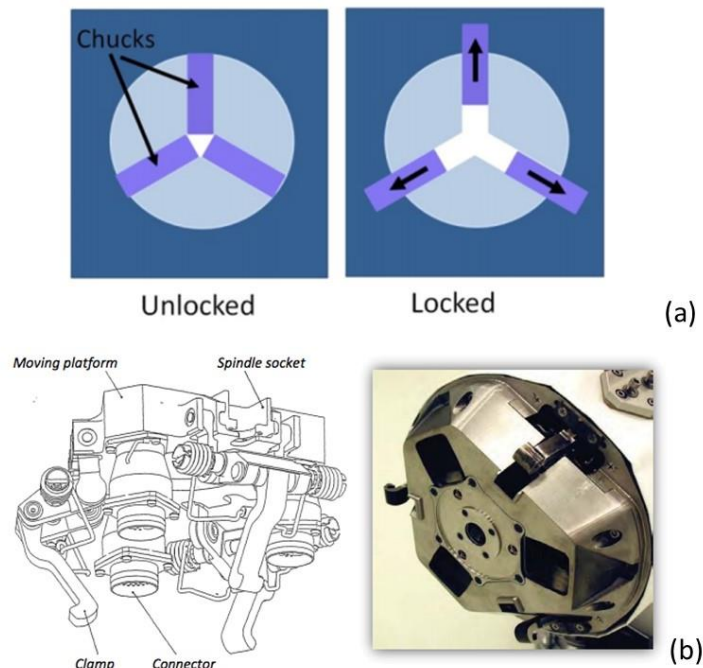 Chucks
Unlocked
Locked
(a)
Moving platform
Spindle socket
Clamp
Connector
(b)